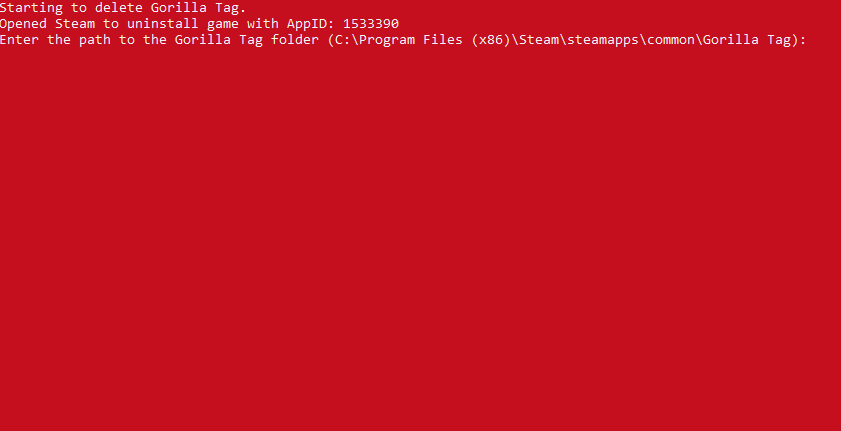 Starting to delete Gorilla Tag.
Opened Steam to uninstall game with AppID: 1533390
Enter the path to the Gorilla Tag folder (C:\Program Files (x86)\Steam\steamapps\common\Gorilla Tag):